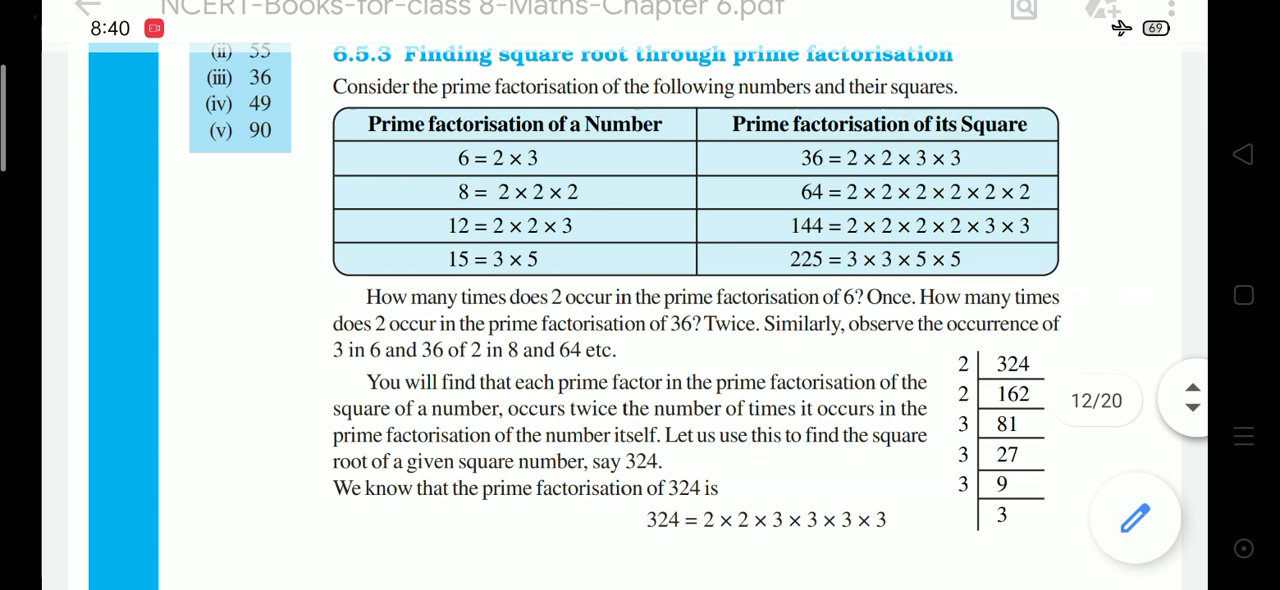 NCERT-Books-for-class 8-Maths-Chapter 6.pdf
8:40
69
(ii) 55
(iii) 36
(iv) 49
(v) 90
6.5.3 Finding square root through prime factorisation
Consider the prime factorisation of the following numbers and their squares.
Prime factorisation of a Number Prime factorisation of its Square
6 = 2 × 3 36 = 2 × 2 × 3 × 3
8 = 2 × 2 × 2 64 = 2 × 2 × 2 × 2 × 2 × 2
12 = 2 × 2 × 3 144 = 2 × 2 × 2 × 2 × 3 × 3
15 = 3 × 5 225 = 3 × 3 × 5 × 5
How many times does 2 occur in the prime factorisation of 6? Once. How many times
does 2 occur in the prime factorisation of 36? Twice. Similarly, observe the occurrence of
3 in 6 and 36 of 2 in 8 and 64 etc.
You will find that each prime factor in the prime factorisation of the
square of a number, occurs twice the number of times it occurs in the
prime factorisation of the number itself. Let us use this to find the square
root of a given square number, say 324.
We know that the prime factorisation of 324 is
324 = 2 × 2 × 3 × 3 × 3 × 3
2 324
2 162
3 81
3 27
3 9
3
12/20